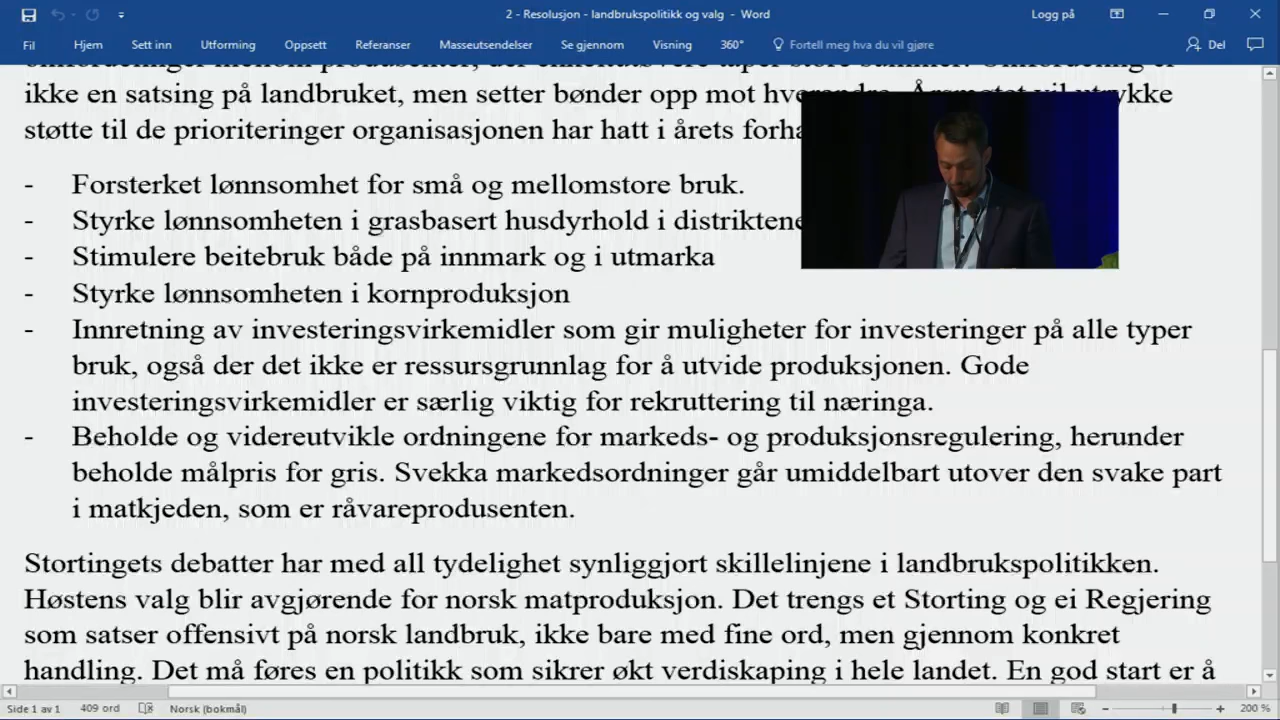 2 - Resolusjon - landbrukspolitikk og valg - Word
Logg på
Fil Hjem Sett inn Utforming Oppsett Referanser Masseutsendelser Se gjennom Visning 360° Fortell meg hva du vil gjøre Del
ikke en satsing på landbruket, men setter bønder opp mot
støtte til de prioriteringer organisasjonen har hatt i årets
- Forsterket lønnsomhet for små og mellomstore bruk.
- Styrke lønnsomheten i grasbasert husdyrhold i distriktene
- Stimulere beitebruk både på innmark og i utmarka
- Styrke lønnsomheten i kornproduksjon
- Innretning av investeringsvirkemidler som gir muligheter for investeringer på alle typer
bruk, også der det ikke er ressursgrunnlag for å utvide produksjonen. Gode
investeringsvirkemidler er særlig viktig for rekruttering til næringa.
- Beholde og videreutvikle ordningene for markeds- og produksjonsregulering, herunder
beholde målpris for gris. Svekka markedsordninger går umiddelbart utover den svake part
i matkjeden, som er råvareprodusenten.
Stortingets debatter har med all tydelighet synliggjort skillelinjene i landbrukspolitikken.
Høstens valg blir avgjørende for norsk matproduksjon. Det trengs et Storting og ei Regjering
som satser offensivt på norsk landbruk, ikke bare med fine ord, men gjennom konkret
handling. Det må føres en politikk som sikrer økt verdiskaping i hele landet. En god start er å
Side 1 av 1 409 ord Norsk (bokmål) 200 %